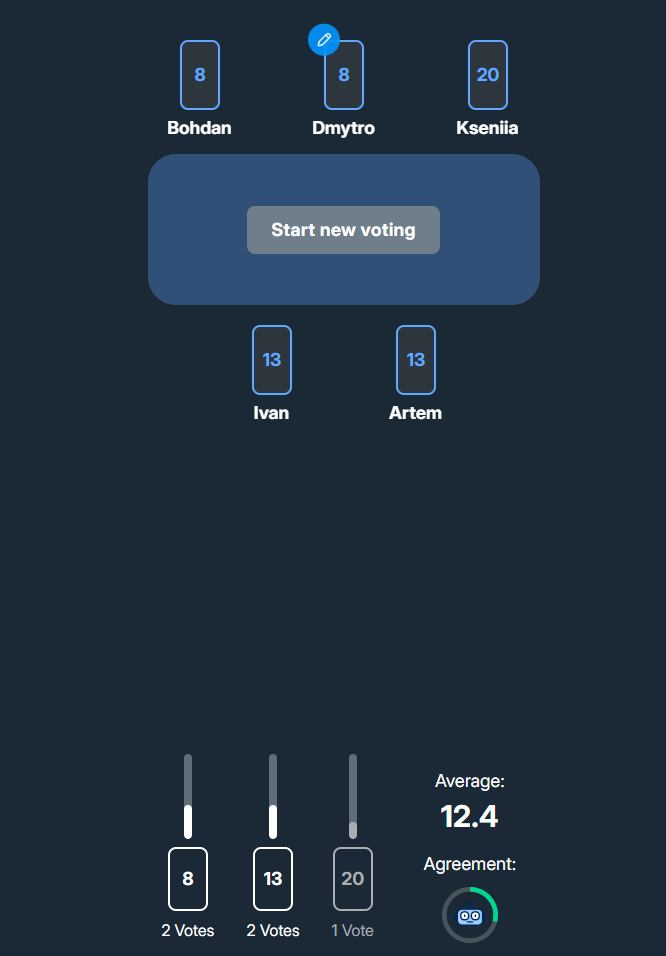 8 8 20
Bohdan Dmytro Kseniia
Start new voting
13 13
Ivan Artem
Average:
12.4
Agreement:
8 13 20
2 Votes 2 Votes 1 Vote